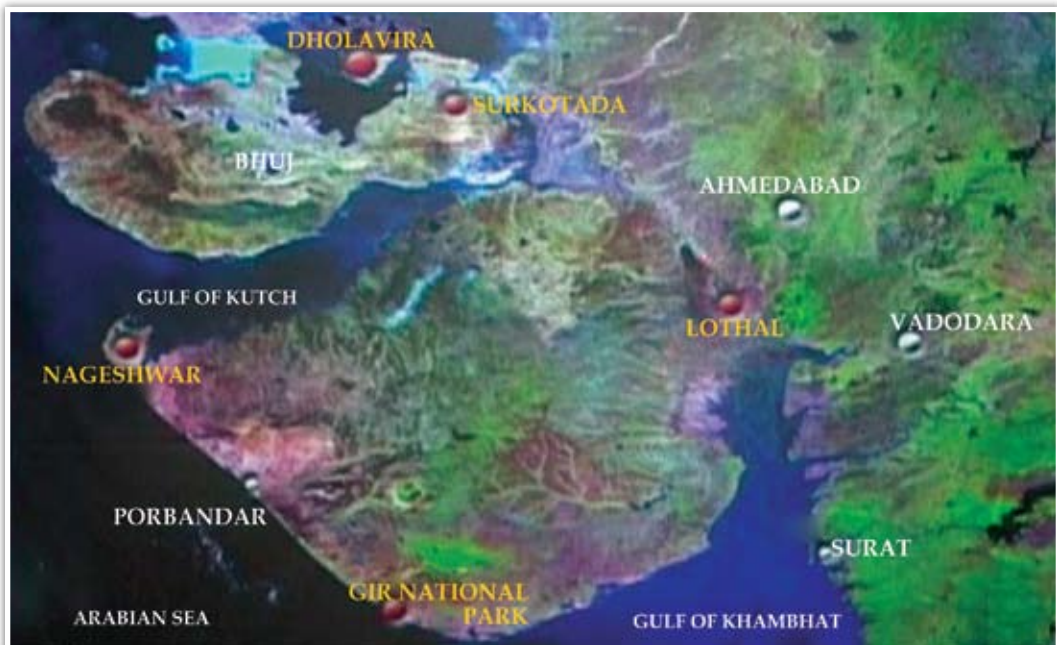 DHOLAVIRA
SURKOTADA
BHUJ
AHMEDABAD
GULF OF KUTCH
LOTHAL
VADODARA
NAGESHWAR
PORBANDAR
SURAT
GIR NATIONAL
PARK
ARABIAN SEA
GULF OF KHAMBHAT